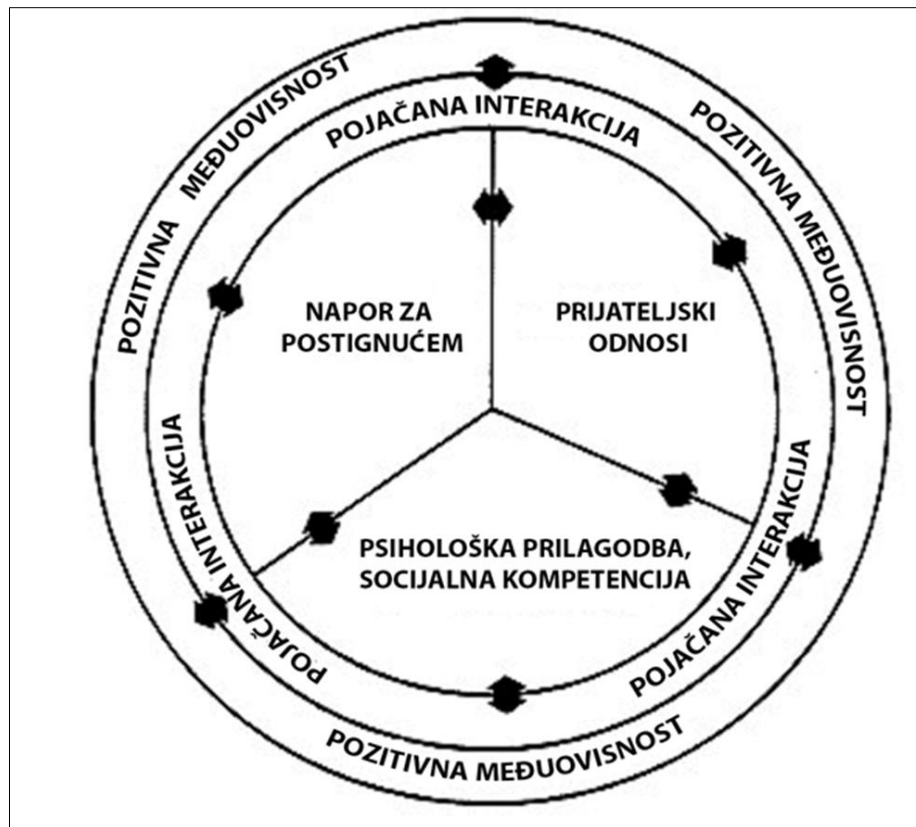 POZITIVNA MEĐUOVISNOST
POZITIVNA MEĐUOVISNOST
POJAČANA INTERAKCIJA
NAPOR ZA
POSTIGNUĆEM
PRIJATELJSKI
ODNOSI
POJAČANA INTERAKCIJA
POJAČANA INTERAKCIJA
PSIHOLOŠKA PRILAGODBA,
SOCIJALNA KOMPETENCIJA
POZITIVNA MEĐUOVISNOST